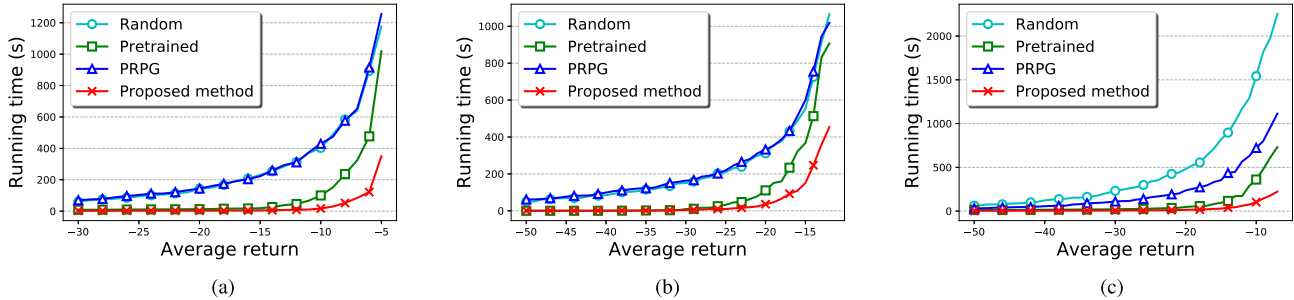 Running time (s)
1200
1000
800
600
400
200
0
Random
Pretrained
PRPG
Proposed method
−30
−25
−20
−15
−10
−5
Average return
(a)
Running time (s)
1000
800
600
400
200
0
Random
Pretrained
PRPG
Proposed method
−50
−45
−40
−35
−30
−25
−20
−15
Average return
(b)
Running time (s)
2000
1500
1000
500
0
Random
Pretrained
PRPG
Proposed method
−50
−40
−30
−20
−10
Average return
(c)